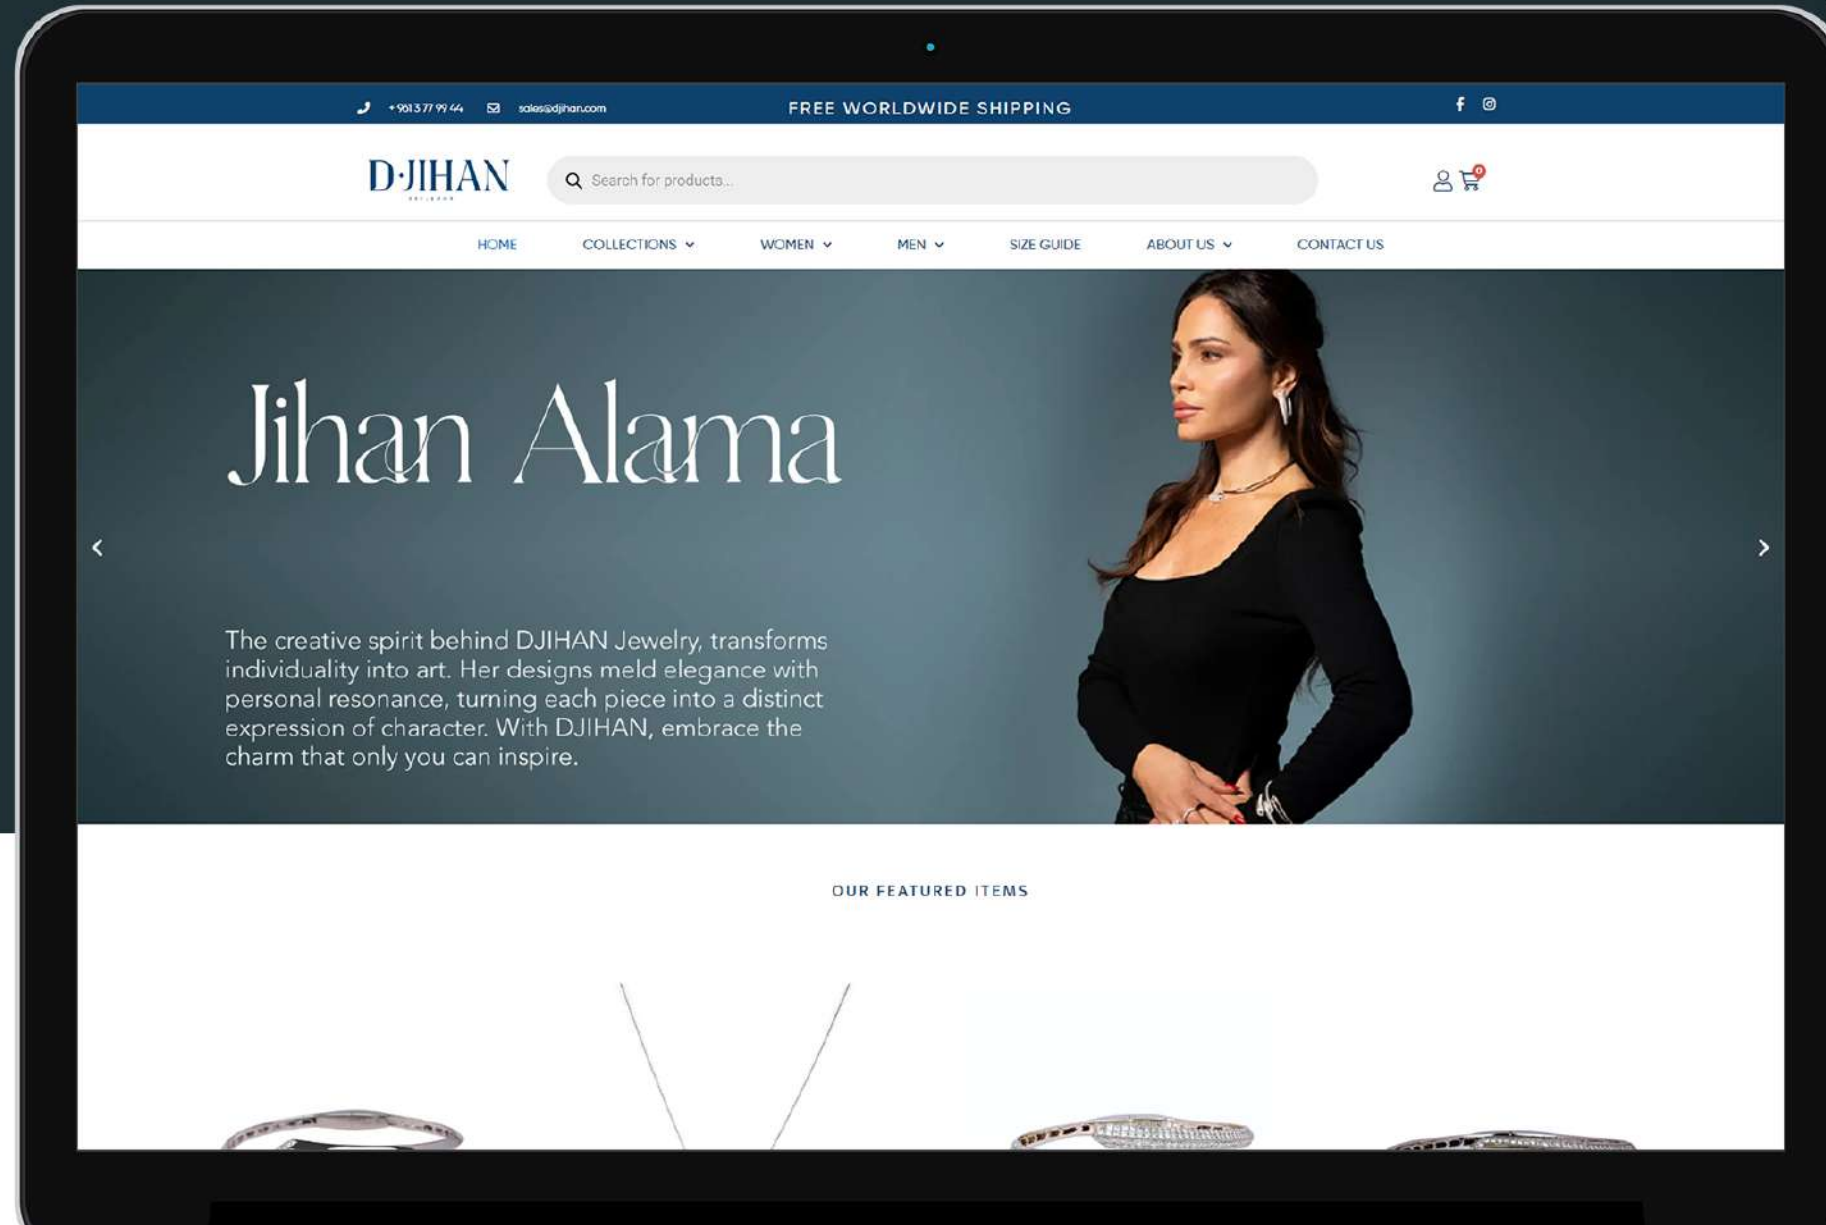 + 961 3 77 99 44
sales@djihan.com
FREE WORLDWIDE SHIPPING
D·JIHAN
Search for products...
0
HOME
COLLECTIONS
WOMEN
MEN
SIZE GUIDE
ABOUT US
CONTACT US
Jihan Alama
The creative spirit behind DJIHAN Jewelry, transforms
individuality into art. Her designs meld elegance with
personal resonance, turning each piece into a distinct
expression of character. With DJIHAN, embrace the
charm that only you can inspire.
OUR FEATURED ITEMS